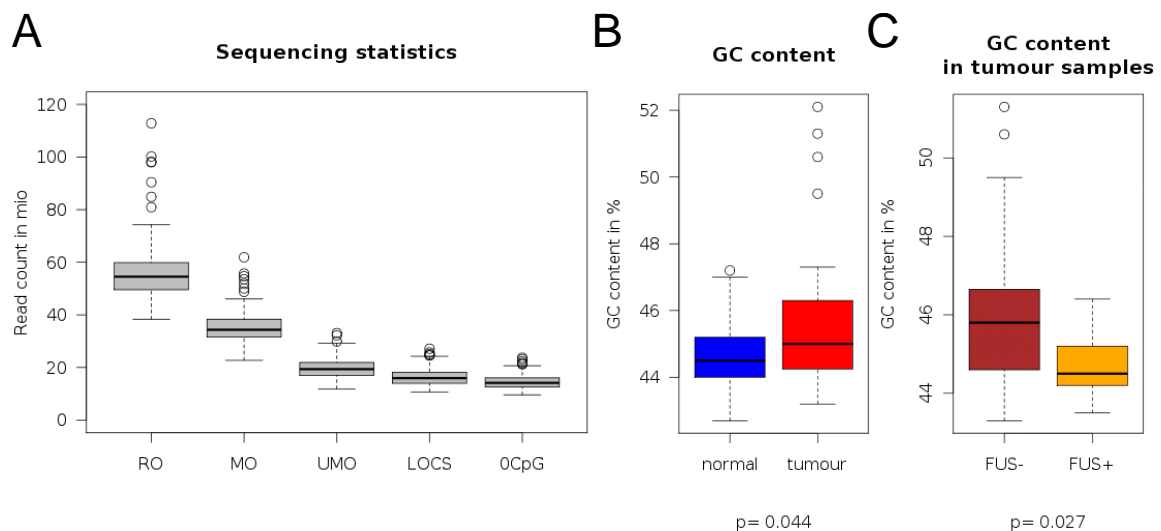 A
Sequencing statistics
Read count in mio
120
100
80
60
40
20
0
RO MO UMO LOCS 0CpG
B
GC content
GC content in %
52
50
48
46
44
normal tumour
p= 0.044
C
GC content
in tumour samples
GC content in %
50
48
46
44
FUS- FUS+
p= 0.027